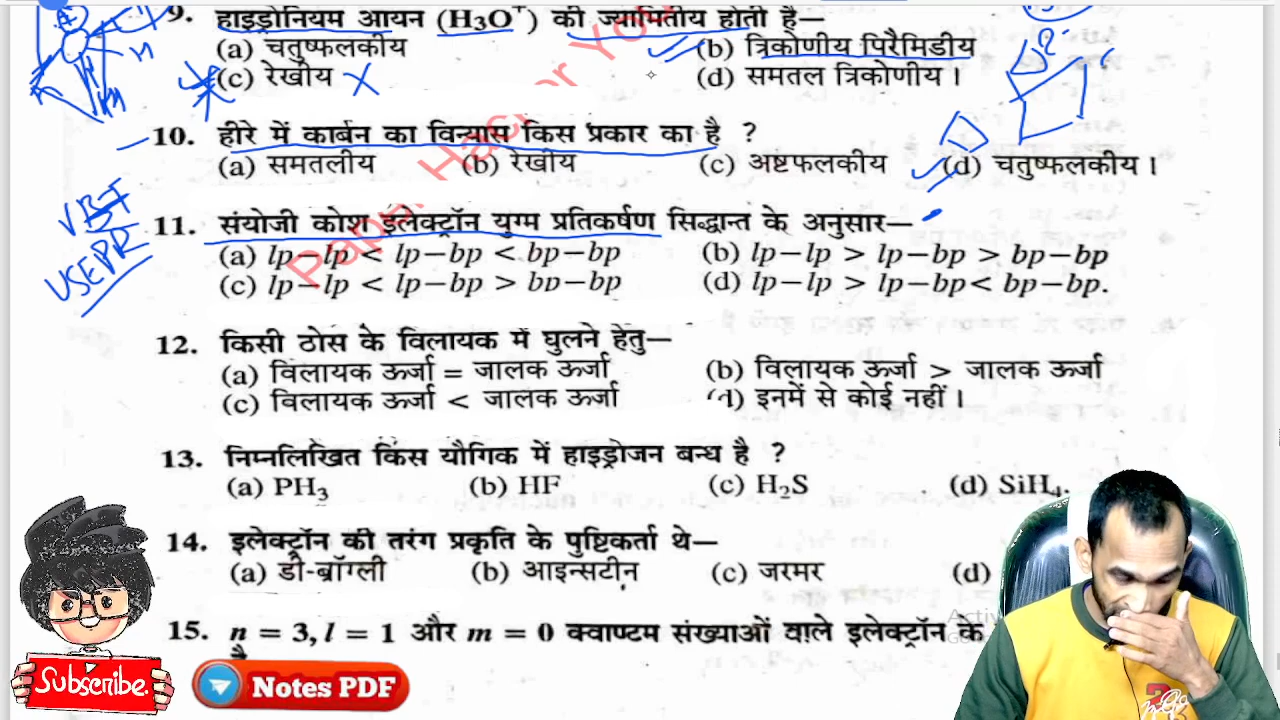 9. हाइड्रोनियम आयन (H₃O⁺) की ज्यामितीय होती है—
(a) चतुष्फलकीय (b) त्रिकोणीय पिरैमिडीय
(c) रेखीय (d) समतल त्रिकोणीय।
10. हीरे में कार्बन का विन्यास किस प्रकार का है ?
(a) समतलीय (b) रेखीय (c) अष्टफलकीय (d) चतुष्फलकीय।
VBT
VSEPR
11. संयोजी कोश इलेक्ट्रॉन युग्म प्रतिकर्षण सिद्धान्त के अनुसार—
(a) lp−lp < lp−bp < bp−bp (b) lp−lp > lp−bp > bp−bp
(c) lp−lp < lp−bp > bp−bp (d) lp−lp > lp−bp< bp−bp.
12. किसी ठोस के विलायक में घुलने हेतु—
(a) विलायक ऊर्जा = जालक ऊर्जा (b) विलायक ऊर्जा > जालक ऊर्जा
(c) विलायक ऊर्जा < जालक ऊर्जा (d) इनमें से कोई नहीं।
13. निम्नलिखित किस यौगिक में हाइड्रोजन बन्ध है ?
(a) PH₃ (b) HF (c) H₂S (d) SiH₄.
14. इलेक्ट्रॉन की तरंग प्रकृति के पुष्टिकर्ता थे—
(a) डी-ब्रॉग्ली (b) आइन्सटीन (c) जरमर (d)
15. n = 3, l = 1 और m = 0 क्वाण्टम संख्याओं वाले इलेक्ट्रॉन के
Subscribe.
Notes PDF